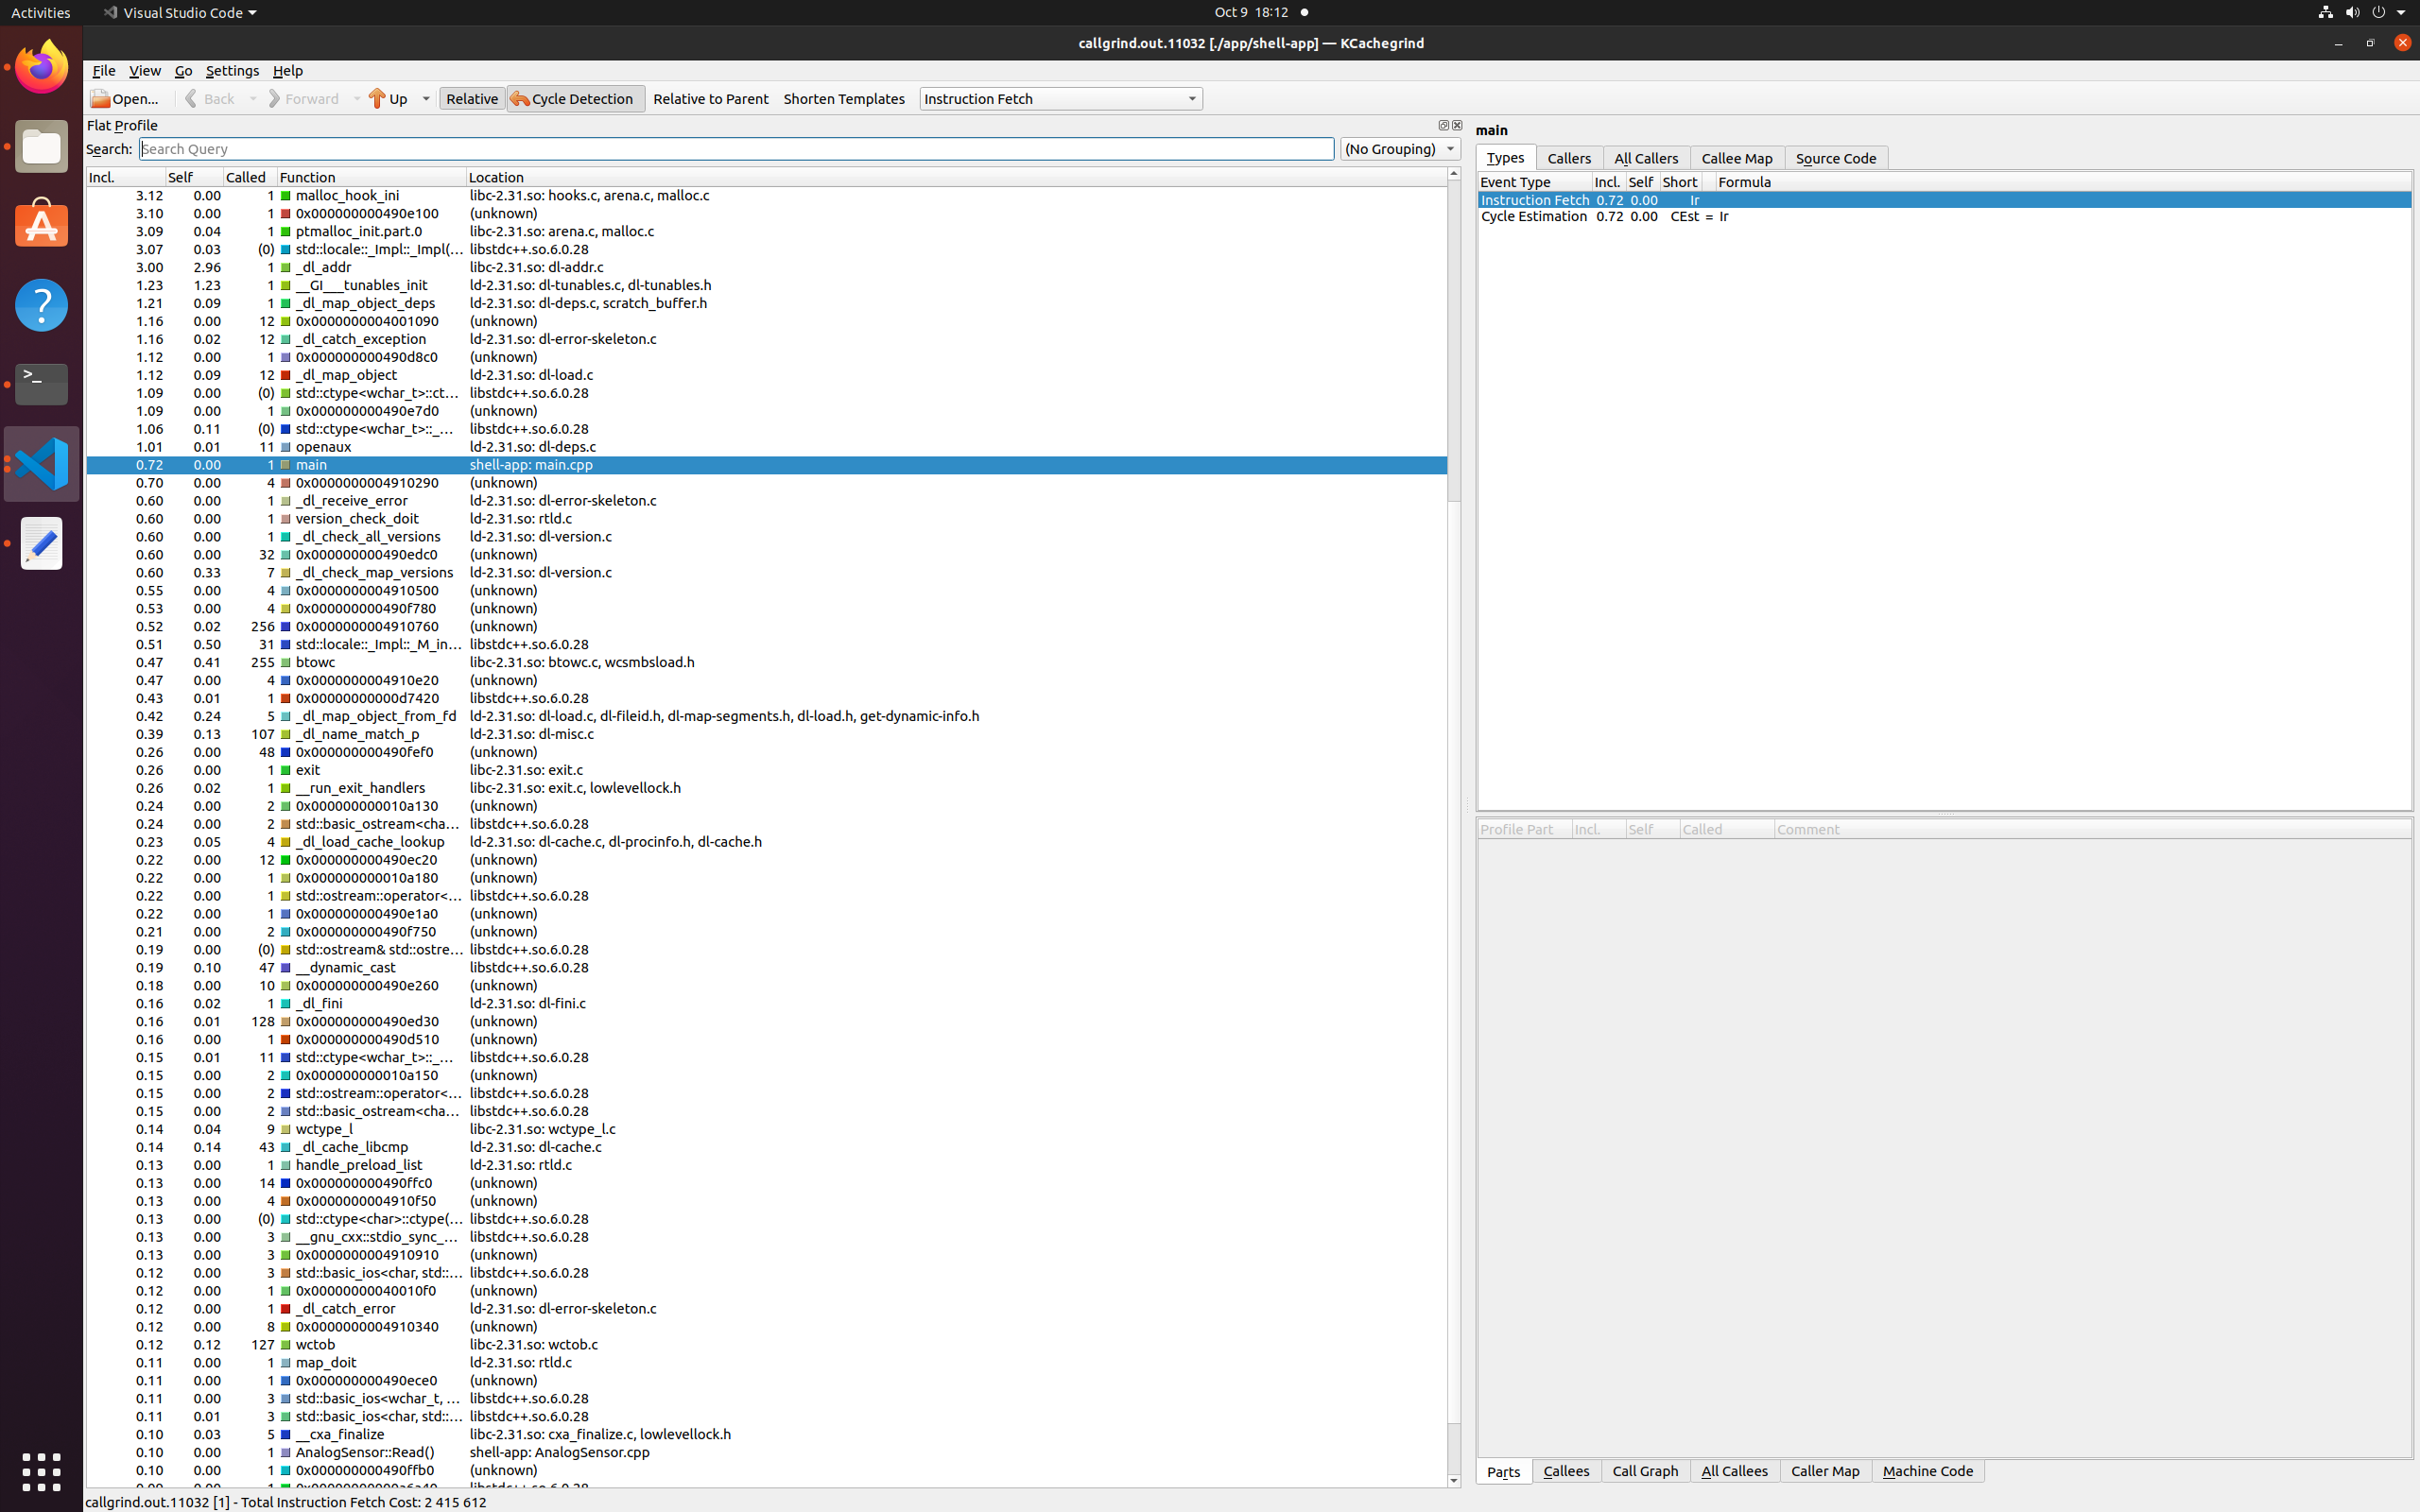 Activities Visual Studio Code Oct 9 18:12
callgrind.out.11032 [./app/shell-app] — KCachegrind
File View Go Settings Help
Open... Back Forward Up Relative Cycle Detection Relative to Parent Shorten Templates Instruction Fetch
Flat Profile
Search: Search Query (No Grouping)
Incl. Self Called Function Location
3.12 0.00 1 malloc_hook_ini libc-2.31.so: hooks.c, arena.c, malloc.c
3.10 0.00 1 0x000000000490e100 (unknown)
3.09 0.04 1 ptmalloc_init.part.0 libc-2.31.so: arena.c, malloc.c
3.07 0.03 (0) std::locale::_Impl::_Impl(... libstdc++.so.6.0.28
3.00 2.96 1 _dl_addr libc-2.31.so: dl-addr.c
1.23 1.23 1 __GI___tunables_init ld-2.31.so: dl-tunables.c, dl-tunables.h
1.21 0.09 1 _dl_map_object_deps ld-2.31.so: dl-deps.c, scratch_buffer.h
1.16 0.00 12 0x0000000004001090 (unknown)
1.16 0.02 12 _dl_catch_exception ld-2.31.so: dl-error-skeleton.c
1.12 0.00 1 0x000000000490d8c0 (unknown)
1.12 0.09 12 _dl_map_object ld-2.31.so: dl-load.c
1.09 0.00 (0) std::ctype<wchar_t>::ct... libstdc++.so.6.0.28
1.09 0.00 1 0x000000000490e7d0 (unknown)
1.06 0.11 (0) std::ctype<wchar_t>::_... libstdc++.so.6.0.28
1.01 0.01 11 openaux ld-2.31.so: dl-deps.c
0.72 0.00 1 main shell-app: main.cpp
0.70 0.00 4 0x0000000004910290 (unknown)
0.60 0.00 1 _dl_receive_error ld-2.31.so: dl-error-skeleton.c
0.60 0.00 1 version_check_doit ld-2.31.so: rtld.c
0.60 0.00 1 _dl_check_all_versions ld-2.31.so: dl-version.c
0.60 0.00 32 0x000000000490edc0 (unknown)
0.60 0.33 7 _dl_check_map_versions ld-2.31.so: dl-version.c
0.55 0.00 4 0x0000000004910500 (unknown)
0.53 0.00 4 0x000000000490f780 (unknown)
0.52 0.02 256 0x0000000004910760 (unknown)
0.51 0.50 31 std::locale::_Impl::_M_in... libstdc++.so.6.0.28
0.47 0.41 255 btowc libc-2.31.so: btowc.c, wcsmbsload.h
0.47 0.00 4 0x0000000004910e20 (unknown)
0.43 0.01 1 0x00000000000d7420 libstdc++.so.6.0.28
0.42 0.24 5 _dl_map_object_from_fd ld-2.31.so: dl-load.c, dl-fileid.h, dl-map-segments.h, dl-load.h, get-dynamic-info.h
0.39 0.13 107 _dl_name_match_p ld-2.31.so: dl-misc.c
0.26 0.00 48 0x000000000490fef0 (unknown)
0.26 0.00 1 exit libc-2.31.so: exit.c
0.26 0.02 1 __run_exit_handlers libc-2.31.so: exit.c, lowlevellock.h
0.24 0.00 2 0x000000000010a130 (unknown)
0.24 0.00 2 std::basic_ostream<cha... libstdc++.so.6.0.28
0.23 0.05 4 _dl_load_cache_lookup ld-2.31.so: dl-cache.c, dl-procinfo.h, dl-cache.h
0.22 0.00 12 0x000000000490ec20 (unknown)
0.22 0.00 1 0x000000000010a180 (unknown)
0.22 0.00 1 std::ostream::operator<... libstdc++.so.6.0.28
0.22 0.00 1 0x000000000490e1a0 (unknown)
0.21 0.00 2 0x000000000490f750 (unknown)
0.19 0.00 (0) std::ostream& std::ostre... libstdc++.so.6.0.28
0.19 0.10 47 __dynamic_cast libstdc++.so.6.0.28
0.18 0.00 10 0x000000000490e260 (unknown)
0.16 0.02 1 _dl_fini ld-2.31.so: dl-fini.c
0.16 0.01 128 0x000000000490ed30 (unknown)
0.16 0.00 1 0x000000000490d510 (unknown)
0.15 0.01 11 std::ctype<wchar_t>::_... libstdc++.so.6.0.28
0.15 0.00 2 0x000000000010a150 (unknown)
0.15 0.00 2 std::ostream::operator<... libstdc++.so.6.0.28
0.15 0.00 2 std::basic_ostream<cha... libstdc++.so.6.0.28
0.14 0.04 9 wctype_l libc-2.31.so: wctype_l.c
0.14 0.14 43 _dl_cache_libcmp ld-2.31.so: dl-cache.c
0.13 0.00 1 handle_preload_list ld-2.31.so: rtld.c
0.13 0.00 14 0x000000000490ffc0 (unknown)
0.13 0.00 4 0x0000000004910f50 (unknown)
0.13 0.00 (0) std::ctype<char>::ctype(... libstdc++.so.6.0.28
0.13 0.00 3 __gnu_cxx::stdio_sync_... libstdc++.so.6.0.28
0.13 0.00 3 0x0000000004910910 (unknown)
0.12 0.00 3 std::basic_ios<char, std::... libstdc++.so.6.0.28
0.12 0.00 1 0x00000000040010f0 (unknown)
0.12 0.00 1 _dl_catch_error ld-2.31.so: dl-error-skeleton.c
0.12 0.00 8 0x0000000004910340 (unknown)
0.12 0.12 127 wctob libc-2.31.so: wctob.c
0.11 0.00 1 map_doit ld-2.31.so: rtld.c
0.11 0.00 1 0x000000000490ece0 (unknown)
0.11 0.00 3 std::basic_ios<wchar_t, ... libstdc++.so.6.0.28
0.11 0.01 3 std::basic_ios<char, std::... libstdc++.so.6.0.28
0.10 0.03 5 __cxa_finalize libc-2.31.so: cxa_finalize.c, lowlevellock.h
0.10 0.00 1 AnalogSensor::Read() shell-app: AnalogSensor.cpp
0.10 0.00 1 0x000000000490ffb0 (unknown)
callgrind.out.11032 [1] - Total Instruction Fetch Cost: 2 415 612
main
Types Callers All Callers Callee Map Source Code
Event Type Incl. Self Short Formula
Instruction Fetch 0.72 0.00 Ir
Cycle Estimation 0.72 0.00 CEst = Ir
Profile Part Incl. Self Called Comment
Parts Callees Call Graph All Callees Caller Map Machine Code